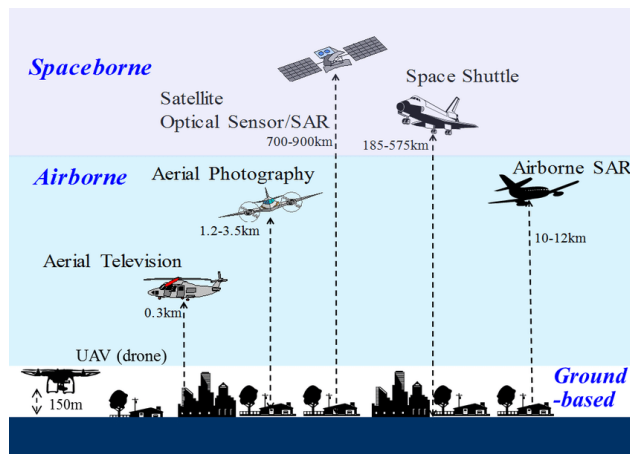 Spaceborne
Space Shuttle
Satellite
Optical Sensor/SAR
700-900km
185-575km
Airborne
Aerial Photography
Airborne SAR
1.2-3.5km
10-12km
Aerial Television
0.3km
UAV (drone)
150m
Ground
-based